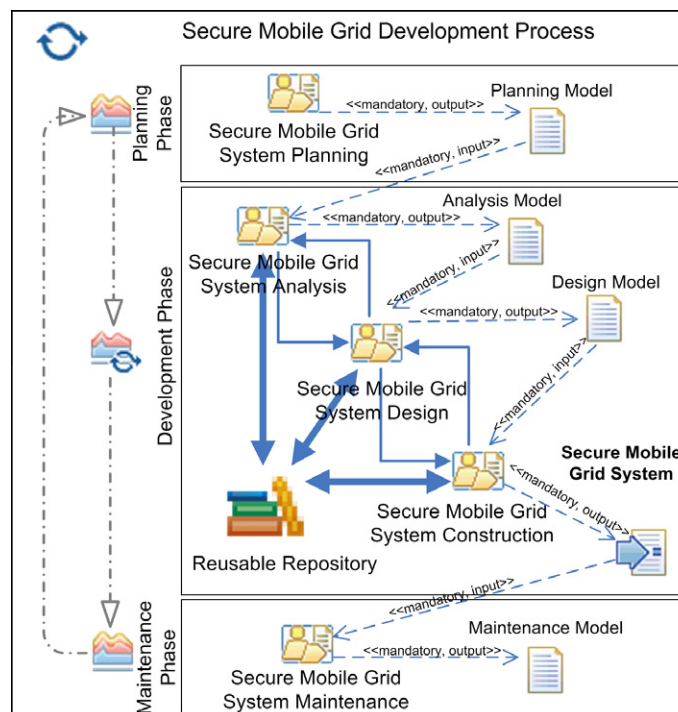 Secure Mobile Grid Development Process
Planning
Phase
Planning Model
<<mandatory, output>>
Secure Mobile Grid
System Planning
<<mandatory, input>>
Development Phase
Analysis Model
<<mandatory, output>>
Secure Mobile Grid
System Analysis
<<mandatory, input>>
Design Model
<<mandatory, output>>
Secure Mobile Grid
System Design
<<mandatory, input>>
Secure Mobile
Grid System
<<mandatory, output>>
Secure Mobile Grid
System Construction
Reusable Repository
<<mandatory, input>>
Maintenance
Phase
Maintenance Model
<<mandatory, output>>
Secure Mobile Grid
System Maintenance